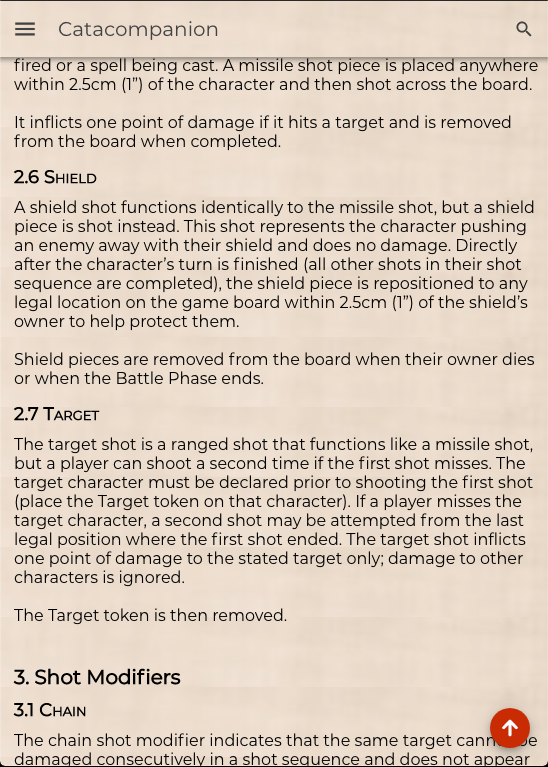 Catacompanion
fired or a spell being cast. A missile shot piece is placed anywhere
within 2.5cm (1”) of the character and then shot across the board.
It inflicts one point of damage if it hits a target and is removed
from the board when completed.
2.6 Shield
A shield shot functions identically to the missile shot, but a shield
piece is shot instead. This shot represents the character pushing
an enemy away with their shield and does no damage. Directly
after the character’s turn is finished (all other shots in their shot
sequence are completed), the shield piece is repositioned to any
legal location on the game board within 2.5cm (1”) of the shield’s
owner to help protect them.
Shield pieces are removed from the board when their owner dies
or when the Battle Phase ends.
2.7 Target
The target shot is a ranged shot that functions like a missile shot,
but a player can shoot a second time if the first shot misses. The
target character must be declared prior to shooting the first shot
(place the Target token on that character). If a player misses the
target character, a second shot may be attempted from the last
legal position where the first shot ended. The target shot inflicts
one point of damage to the stated target only; damage to other
characters is ignored.
The Target token is then removed.
3. Shot Modifiers
3.1 Chain
The chain shot modifier indicates that the same target cannot be
damaged consecutively in a shot sequence and does not appear